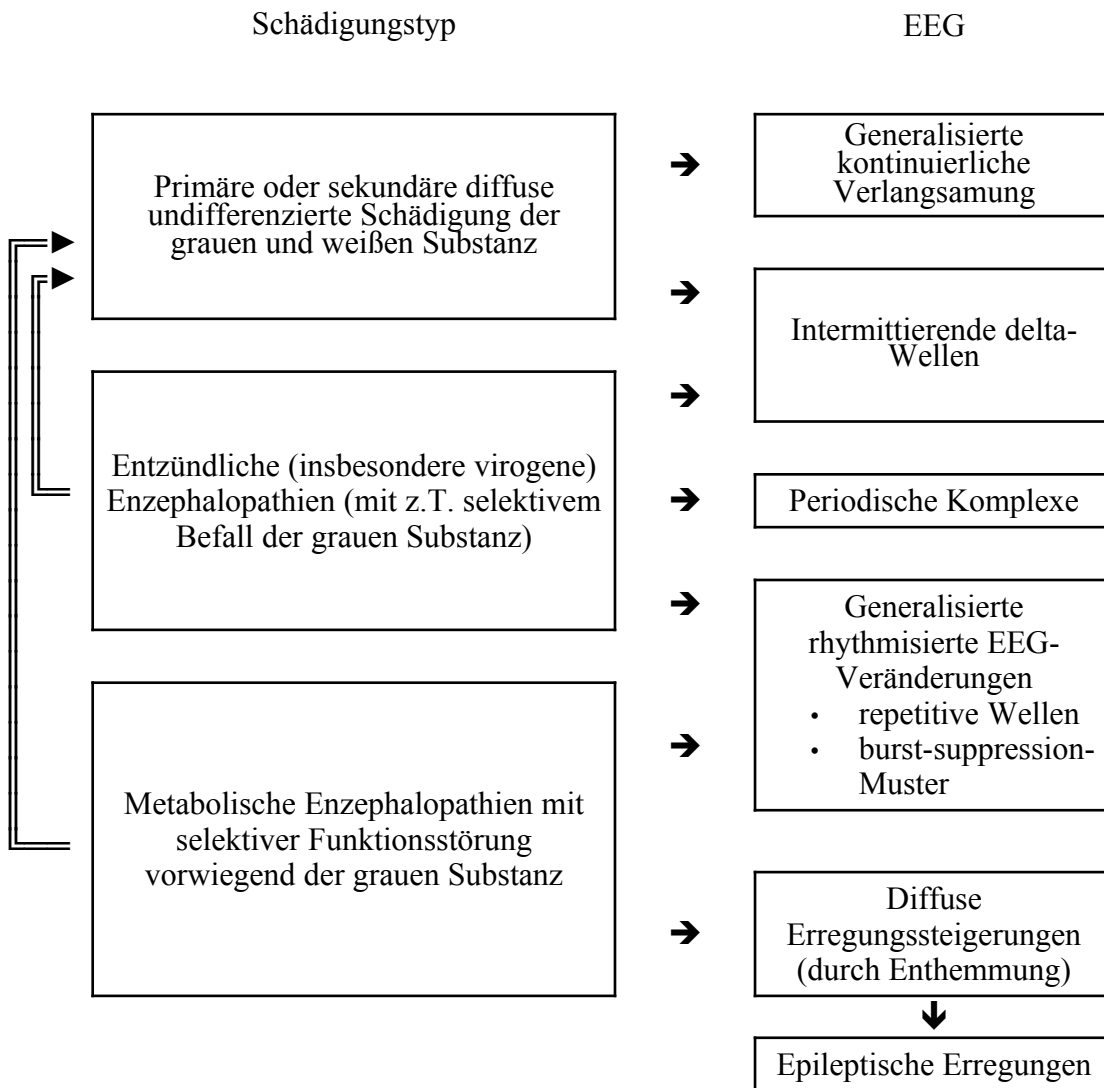 Schädigungstyp
EEG
Primäre oder sekundäre diffuse
undifferenzierte Schädigung der
grauen und weißen Substanz
Generalisierte
kontinuierliche
Verlangsamung
Intermittierende delta-
Wellen
Entzündliche (insbesondere virogene)
Enzephalopathien (mit z.T. selektivem
Befall der grauen Substanz)
Periodische Komplexe
Generalisierte
rhythmisierte EEG-
Veränderungen
• repetitive Wellen
• burst-suppression-
Muster
Metabolische Enzephalopathien mit
selektiver Funktionsstörung
vorwiegend der grauen Substanz
Diffuse
Erregungssteigerungen
(durch Enthemmung)
Epileptische Erregungen